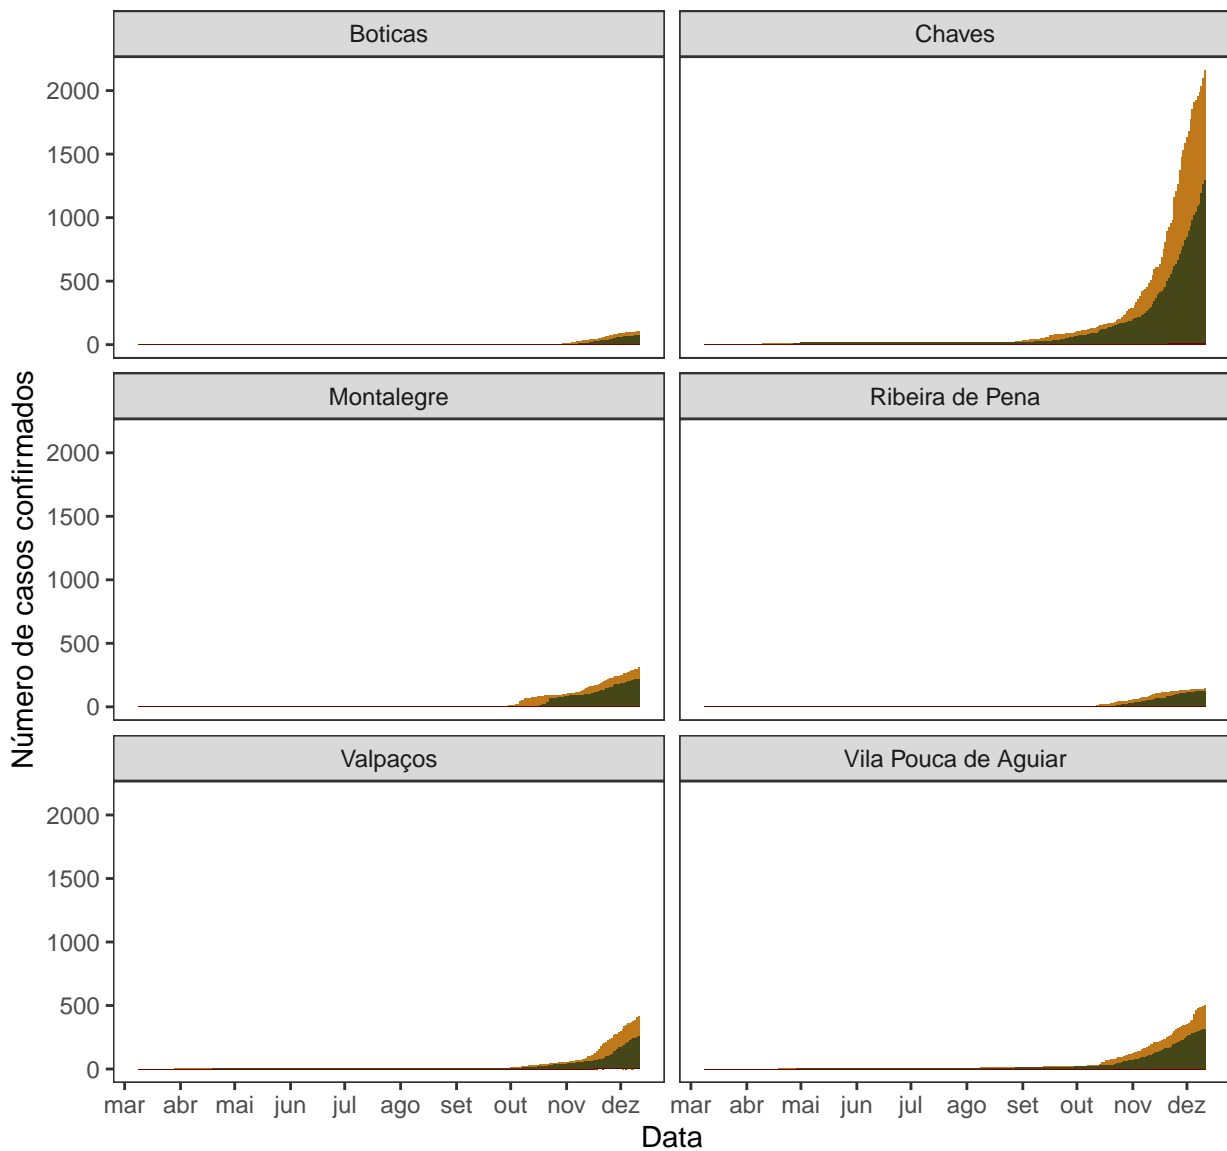 Boticas
Chaves
2000
1500
1000
500
0
Montalegre
Ribeira de Pena
2000
1500
1000
500
0
Número de casos confirmados
Valpaços
Vila Pouca de Aguiar
2000
1500
1000
500
0
mar abr mai jun jul ago set out nov dez
mar abr mai jun jul ago set out nov dez
Data